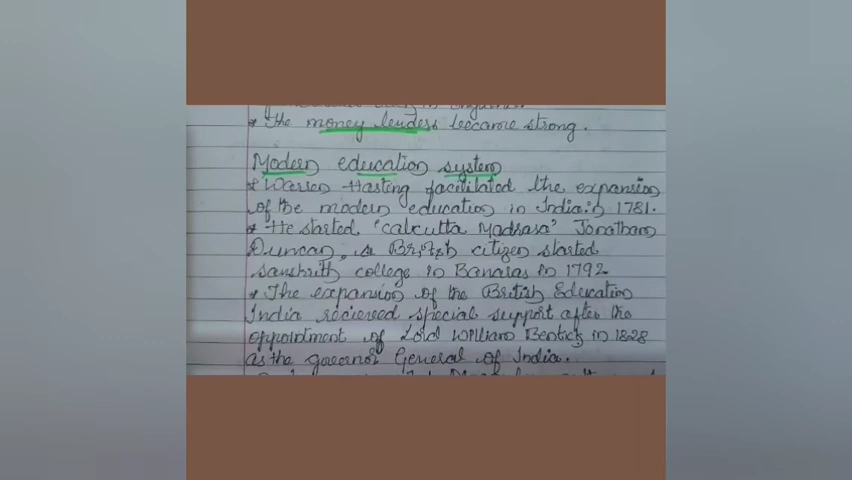 * The money lenders became strong.
Modern education system
* Warren Hasting facilitated the expansion
of the modern education in India in 1781.
* He started "calcutta Madrasa" Jonathan
Duncan, a British citizen started
Sanskrith college in Banaras in 1792
* The expansion of the British Education
India recieved special support after the
appointment of Lord William Bentick in 1828
as the governor General of India.